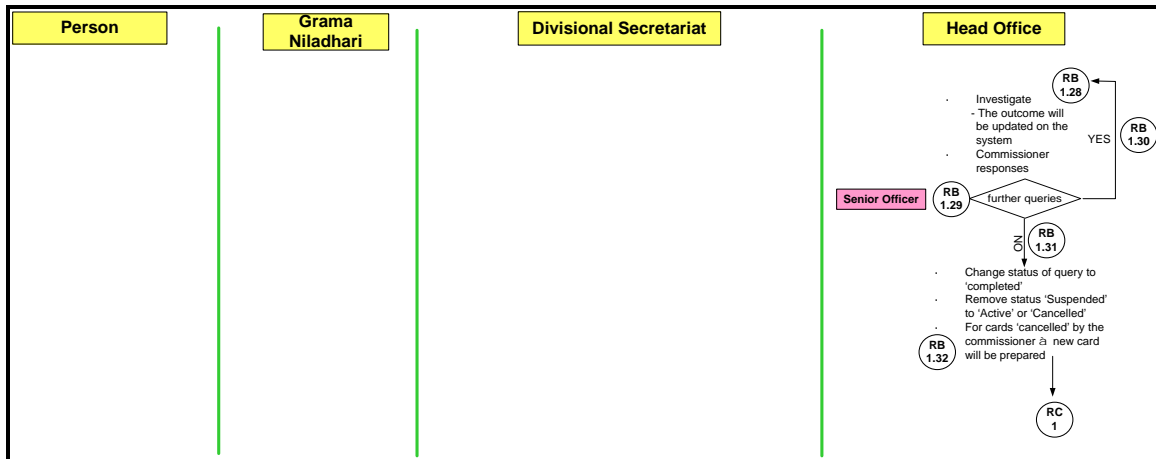 Person
Grama
Niladhari
Divisional Secretariat
Head Office
RB
1.28
· Investigate
- The outcome will
be updated on the
system
· Commissioner
responses
YES
RB
1.30
Senior Officer
RB
1.29
further queries
NO
RB
1.31
· Change status of query to
‘completed’
· Remove status ‘Suspended’
to ‘Active’ or ‘Cancelled’
· For cards ‘cancelled’ by the
commissioner à new card
will be prepared
RB
1.32
RC
1